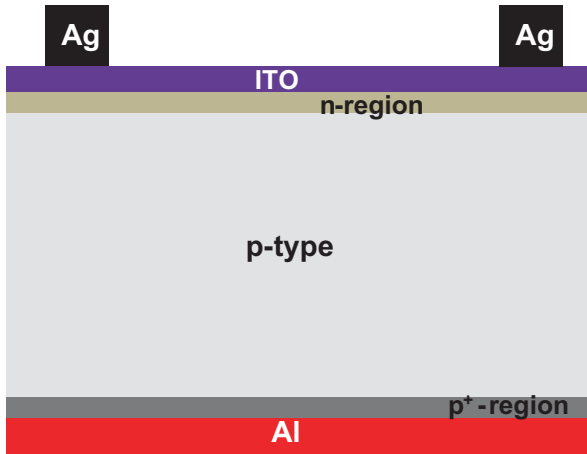 Ag Ag
ITO
n-region
p-type
p⁺-region
Al